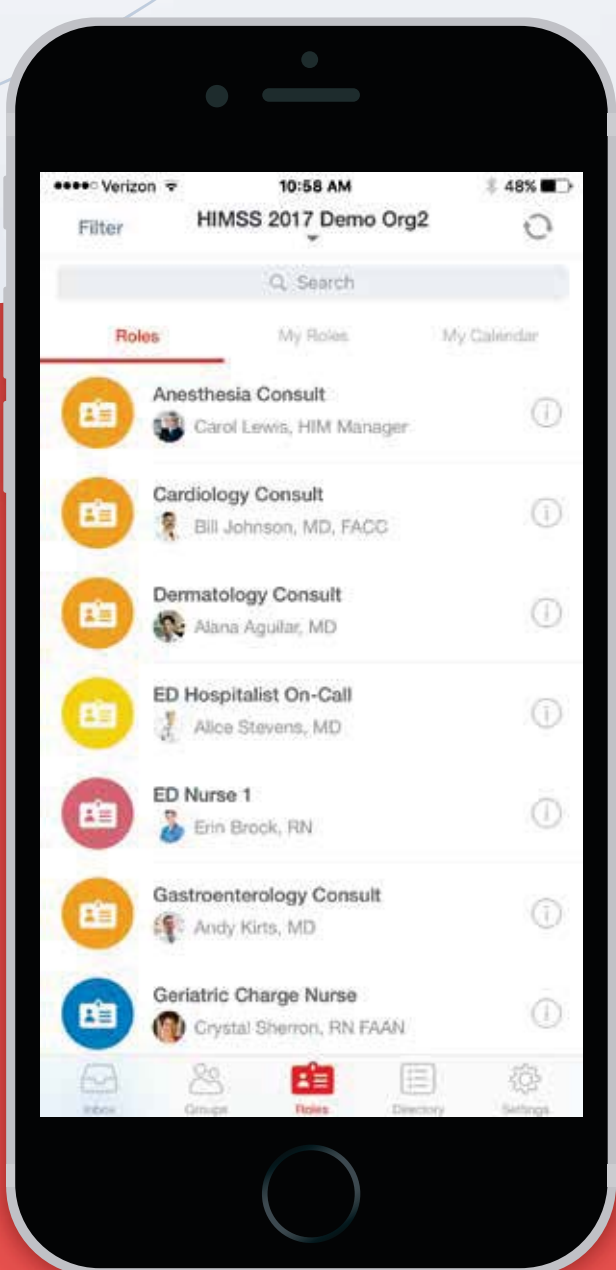 Verizon 10:58 AM 48%
Filter HIMSS 2017 Demo Org2
Search
Roles My Roles My Calendar
Anesthesia Consult
Carol Lewis, HIM Manager
Cardiology Consult
Bill Johnson, MD, FACC
Dermatology Consult
Alana Aguilar, MD
ED Hospitalist On-Call
Alice Stevens, MD
ED Nurse 1
Erin Brock, RN
Gastroenterology Consult
Andy Kirts, MD
Geriatric Charge Nurse
Crystal Sherron, RN FAAN
Inbox Groups Roles Directory Settings